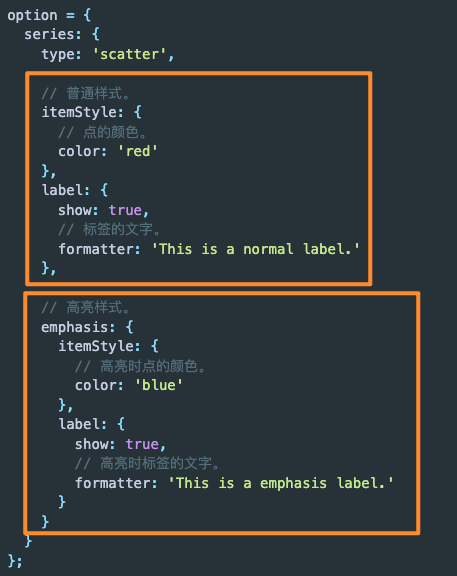 option = {
  series: {
    type: 'scatter',
    // 普通样式。
    itemStyle: {
      // 点的颜色。
      color: 'red'
    },
    label: {
      show: true,
      // 标签的文字。
      formatter: 'This is a normal label.'
    },
    // 高亮样式。
    emphasis: {
      itemStyle: {
        // 高亮时点的颜色。
        color: 'blue'
      },
      label: {
        show: true,
        // 高亮时标签的文字。
        formatter: 'This is a emphasis label.'
      }
    }
  }
};